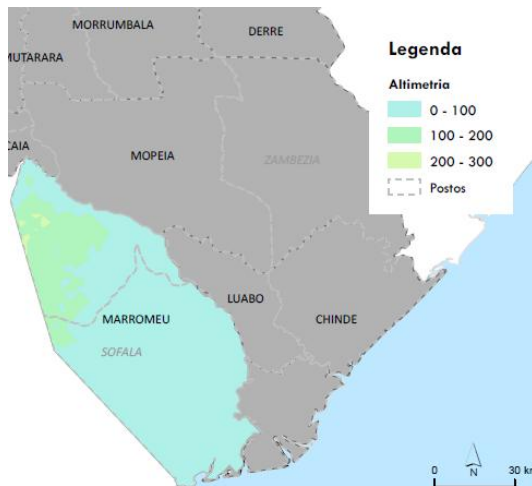 MORRUMBALA
DERRE
MUTARARA
Legenda
Altimetria
0 - 100
100 - 200
200 - 300
Postos
CAIA
MOPEIA
ZAMBEZIA
LUABO
MARROMEU
CHINDE
SOFALA
N
0 30 km